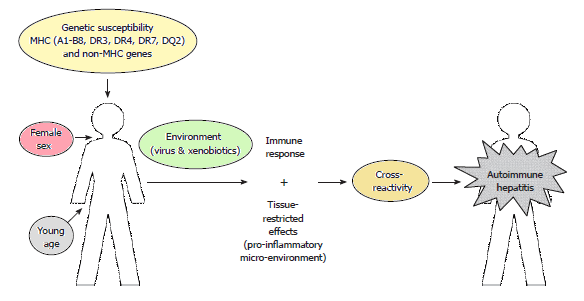 Genetic susceptibility
MHC (A1-B8, DR3, DR4, DR7, DQ2)
and non-MHC genes
Female
sex
Environment
(virus & xenobiotics)
Young
age
Immune
response
+
Tissue-
restricted
effects
(pro-inflammatory
micro-environment)
Cross-
reactivity
Autoimmune
hepatitis